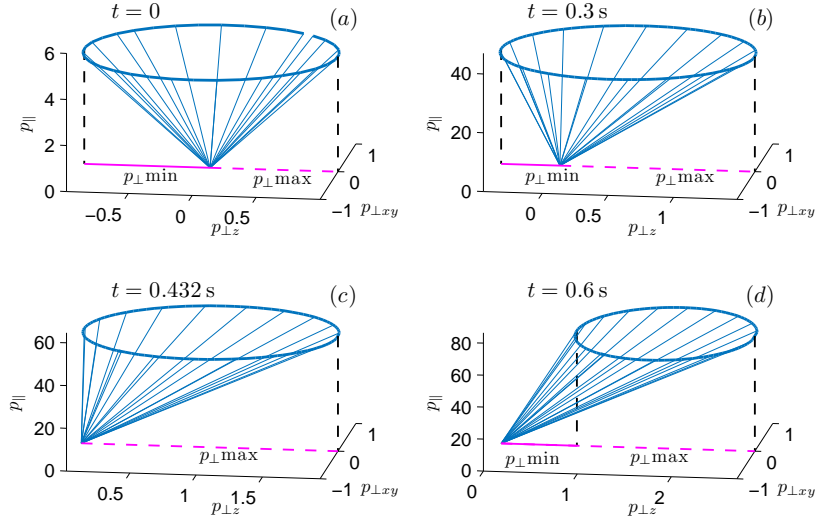 t = 0
(a)
6
4
2
0
p∥
p⊥min
p⊥max
−0.5
0
0.5
p⊥z
1
0
−1
p⊥xy
t = 0.3 s
(b)
40
20
0
p∥
p⊥min
p⊥max
0
0.5
1
p⊥z
1
0
−1
p⊥xy
t = 0.432 s
(c)
60
40
20
0
p∥
p⊥max
0.5
1
1.5
p⊥z
1
0
−1
p⊥xy
t = 0.6 s
(d)
80
60
40
20
0
p∥
p⊥min
p⊥max
0
1
2
p⊥z
1
0
−1
p⊥xy